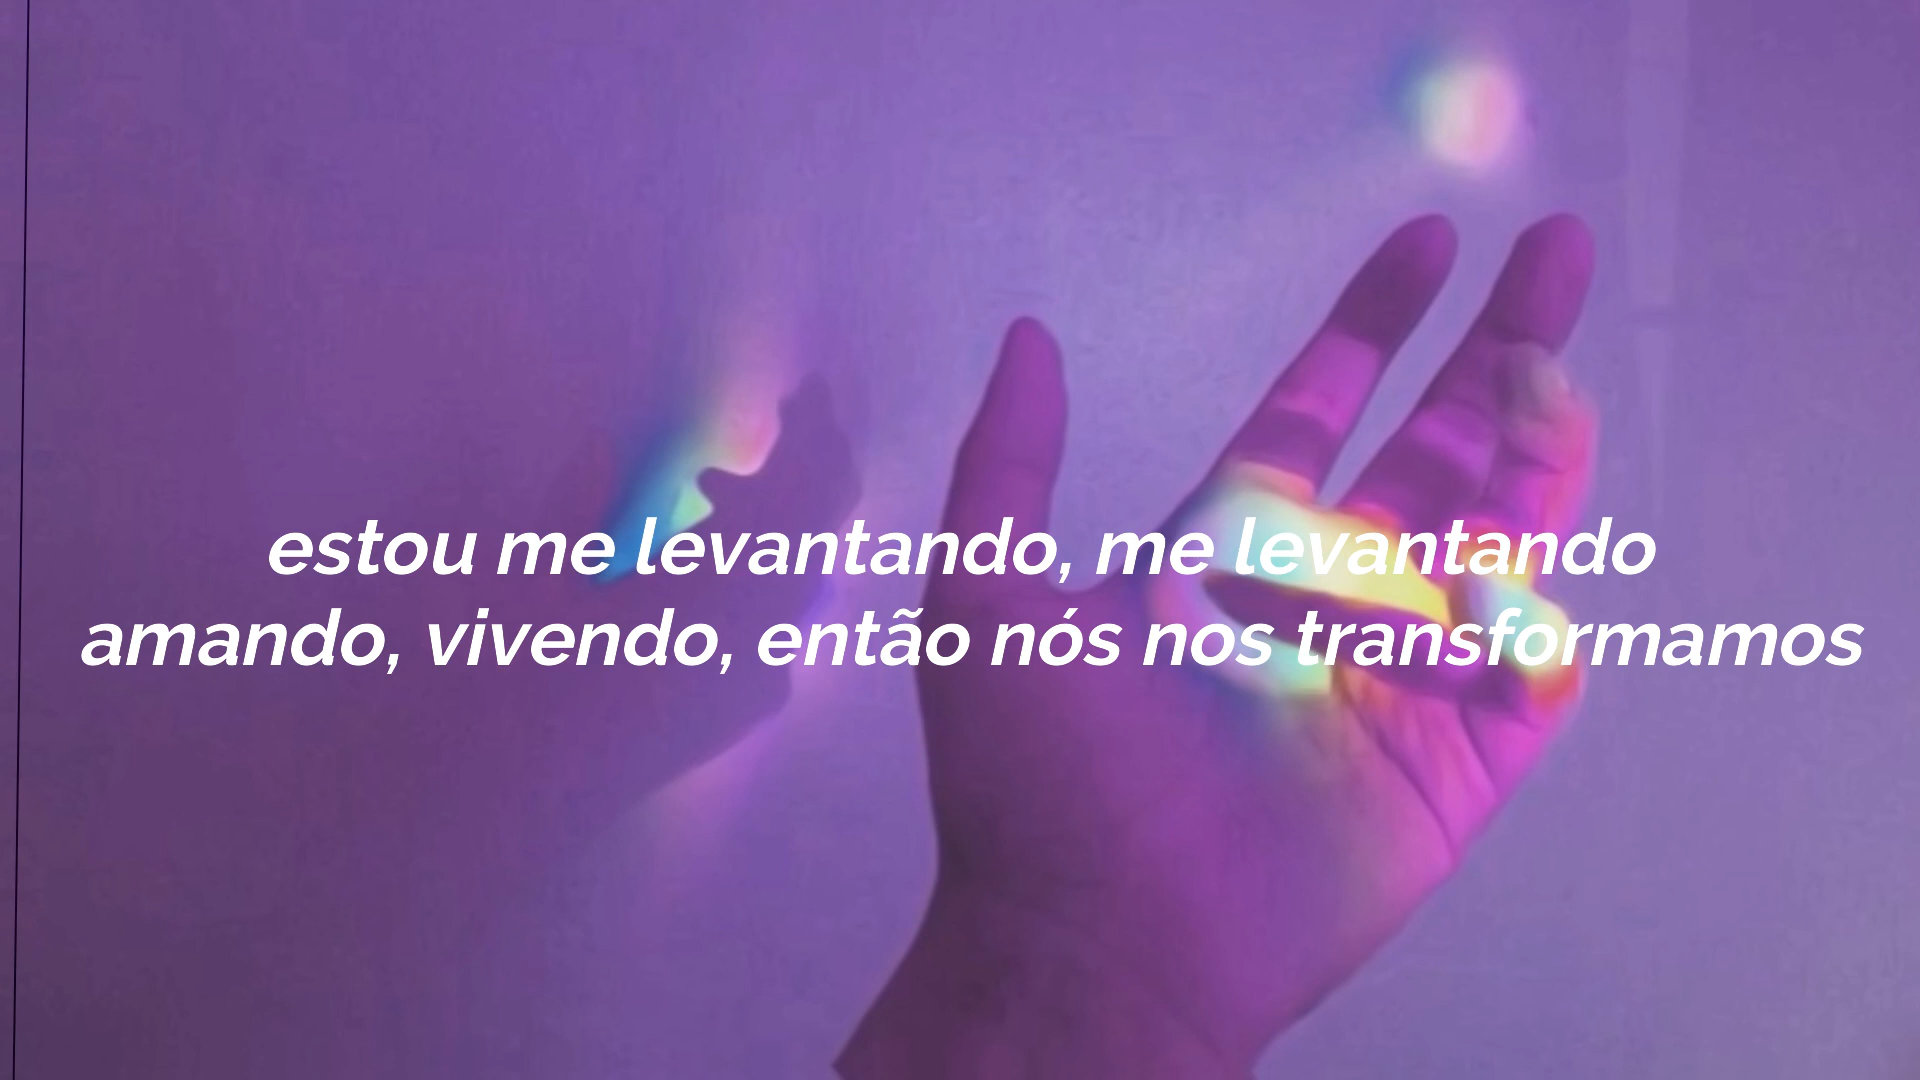 estou me levantando, me levantando
amando, vivendo, então nós nos transformamos